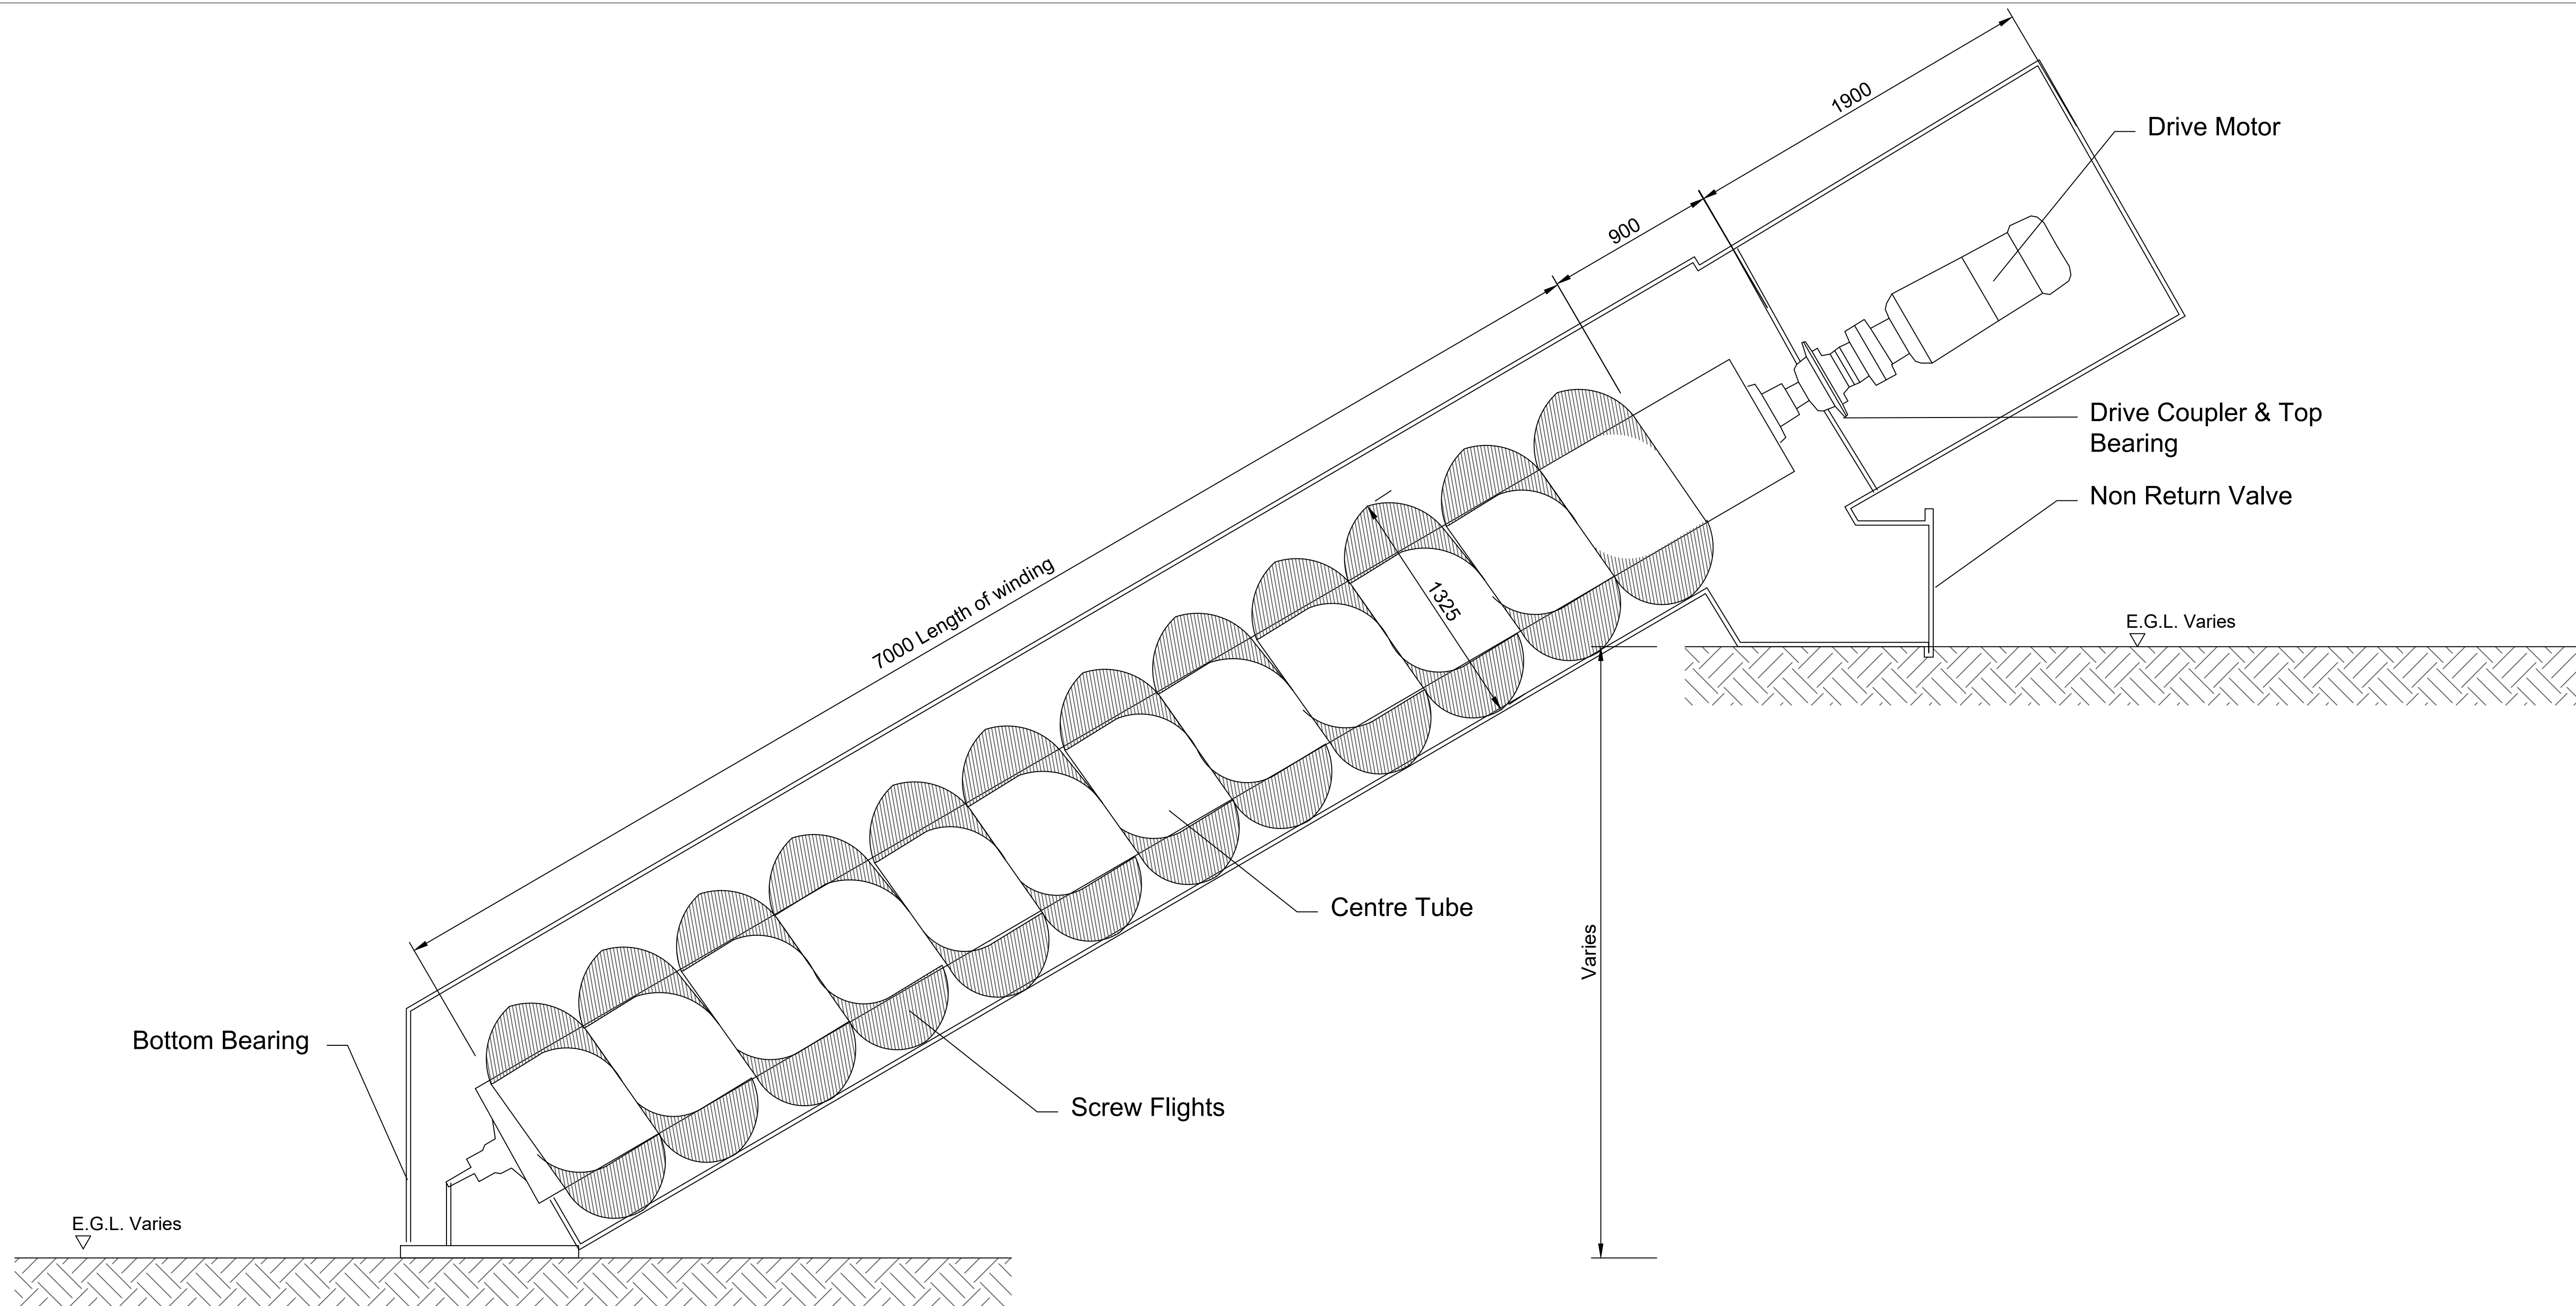 1900
Drive Motor
900
Drive Coupler & Top
Bearing
Non Return Valve
7000 Length of winding
1325
E.G.L. Varies
Centre Tube
Varies
Bottom Bearing
Screw Flights
E.G.L. Varies